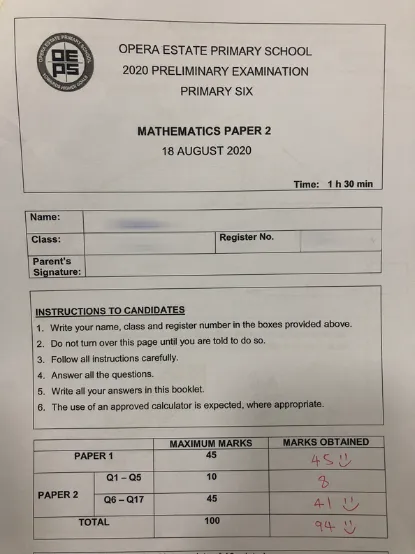 OPERA ESTATE PRIMARY SCHOOL
OEPS
OPERA ESTATE PRIMARY SCHOOL
2020 PRELIMINARY EXAMINATION
PRIMARY SIX
MATHEMATICS PAPER 2
18 AUGUST 2020
Time: 1 h 30 min
Name:
Class: Register No.
Parent's
Signature:
INSTRUCTIONS TO CANDIDATES
1. Write your name, class and register number in the boxes provided above.
2. Do not turn over this page until you are told to do so.
3. Follow all instructions carefully.
4. Answer all the questions.
5. Write all your answers in this booklet.
6. The use of an approved calculator is expected, where appropriate.
MAXIMUM MARKS MARKS OBTAINED
PAPER 1 45 45
PAPER 2 Q1 – Q5 10 8
Q6 – Q17 45 41
TOTAL 100 94